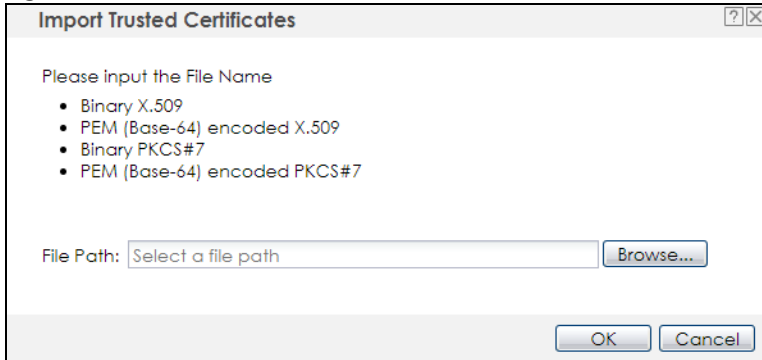 Import Trusted Certificates
Please input the File Name
• Binary X.509
• PEM (Base-64) encoded X.509
• Binary PKCS#7
• PEM (Base-64) encoded PKCS#7
File Path: Select a file path Browse...
OK Cancel